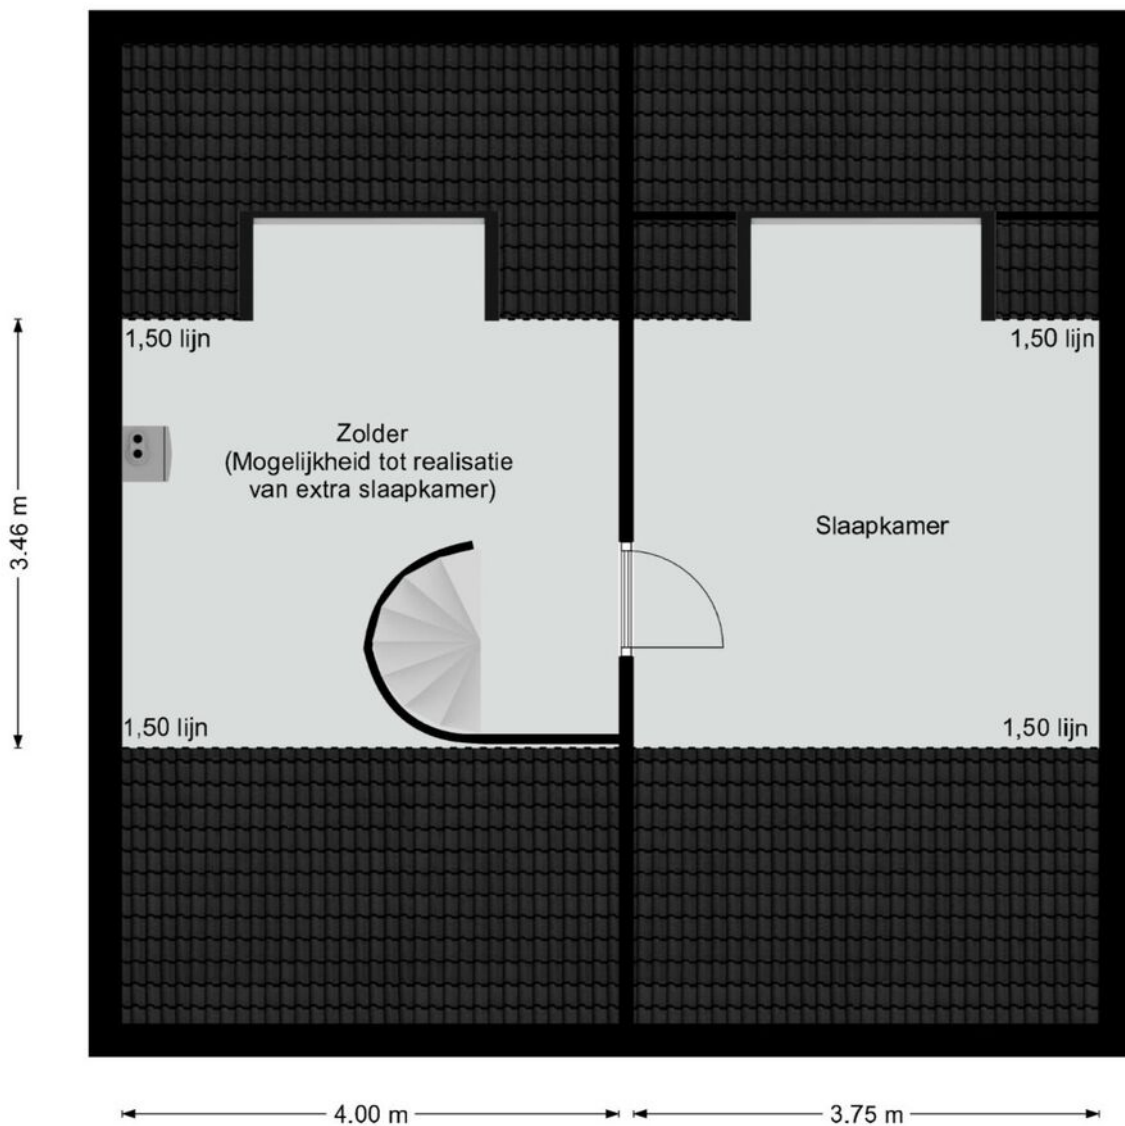 1,50 lijn
1,50 lijn
Zolder
(Mogelijkheid tot realisatie
van extra slaapkamer)
Slaapkamer
3.46 m
1,50 lijn
1,50 lijn
4.00 m
3.75 m